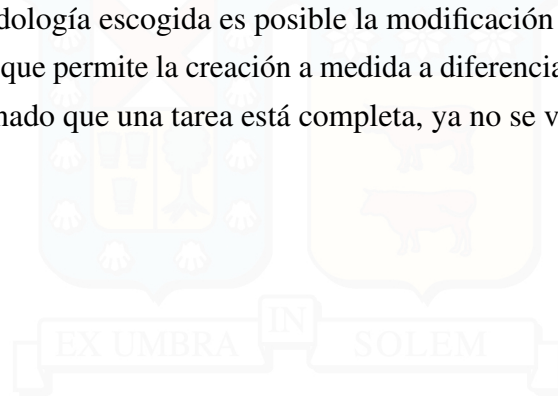 dología escogida es posible la modificación
que permite la creación a medida a diferencia
nado que una tarea está completa, ya no se v
IN
EX UMBRA SOLEM